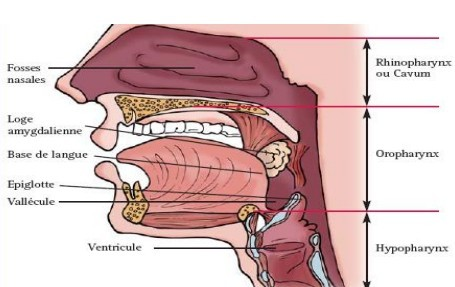 Fosses
nasales
Loge
amygdalienne
Base de langue
Epiglotte
Vallécule
Ventricule
Rhinopharynx
ou Cavum
Oropharynx
Hypopharynx